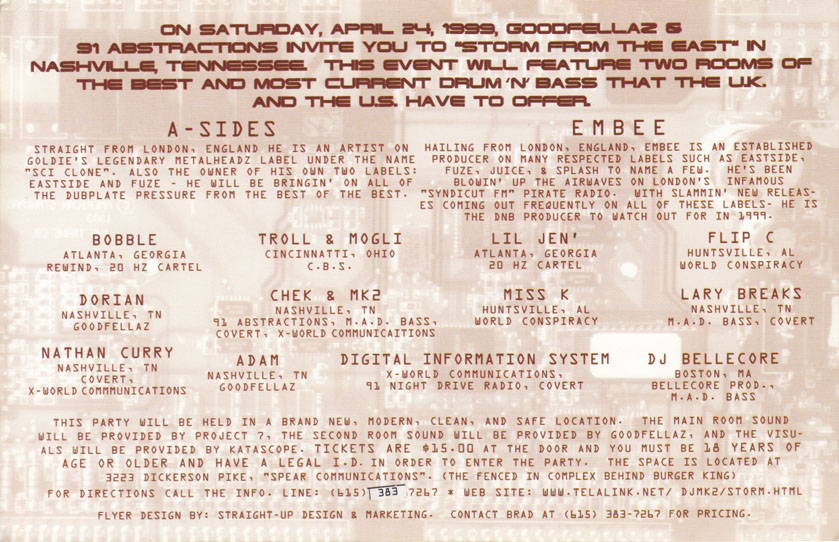 ON SATURDAY, APRIL 24, 1999, GOODFELLAZ &
91 ABSTRACTIONS INVITE YOU TO "STORM FROM THE EAST" IN
NASHVILLE, TENNESSEE. THIS EVENT WILL FEATURE TWO ROOMS OF
THE BEST AND MOST CURRENT DRUM 'N' BASS THAT THE U.K.
AND THE U.S. HAVE TO OFFER.
A-SIDES
STRAIGHT FROM LONDON, ENGLAND HE IS AN ARTIST ON
GOLDIE'S LEGENDARY METALHEADZ LABEL UNDER THE NAME
"SCI CLONE". ALSO THE OWNER OF HIS OWN TWO LABELS:
EASTSIDE AND FUZE - HE WILL BE BRINGIN' ON ALL OF
THE DUBPLATE PRESSURE FROM THE BEST OF THE BEST.
EMBEE
HAILING FROM LONDON, ENGLAND, EMBEE IS AN ESTABLISHED
PRODUCER ON MANY RESPECTED LABELS SUCH AS EASTSIDE,
FUZE, JUICE, & SPLASH TO NAME A FEW. HE'S BEEN
BLOWIN' UP THE AIRWAVES ON LONDON'S INFAMOUS
"SYNDICUT FM" PIRATE RADIO. WITH SLAMMIN' NEW RELEAS-
ES COMING OUT FREQUENTLY ON ALL OF THESE LABELS- HE IS
THE DNB PRODUCER TO WATCH OUT FOR IN 1999.
BOBBLE
ATLANTA, GEORGIA
REWIND, 20 HZ CARTEL
TROLL & MOGLI
CINCINNATTI, OHIO
C.B.S.
LIL JEN'
ATLANTA, GEORGIA
20 HZ CARTEL
FLIP C
HUNTSVILLE, AL
WORLD CONSPIRACY
DORIAN
NASHVILLE, TN
GOODFELLAZ
CHEK & MK2
NASHVILLE, TN
91 ABSTRACTIONS, M.A.D. BASS,
COVERT, X-WORLD COMMUNICAITIONS
MISS K
HUNTSVILLE, AL
WORLD CONSPIRACY
LARY BREAKS
NASHVILLE, TN
M.A.D. BASS, COVERT
NATHAN CURRY
NASHVILLE, TN
COVERT,
X-WORLD COMMMUNICATIONS
ADAM
NASHVILLE, TN
GOODFELLAZ
DIGITAL INFORMATION SYSTEM
X-WORLD COMMUNICATIONS,
91 NIGHT DRIVE RADIO, COVERT
DJ BELLECORE
BOSTON, MA
BELLECORE PROD.,
M.A.D. BASS
THIS PARTY WILL BE HELD IN A BRAND NEW, MODERN, CLEAN, AND SAFE LOCATION. THE MAIN ROOM SOUND
WILL BE PROVIDED BY PROJECT 7, THE SECOND ROOM SOUND WILL BE PROVIDED BY GOODFELLAZ, AND THE VISU-
ALS WILL BE PROVIDED BY KATASCOPE. TICKETS ARE $15.00 AT THE DOOR AND YOU MUST BE 18 YEARS OF
AGE OR OLDER AND HAVE A LEGAL I.D. IN ORDER TO ENTER THE PARTY. THE SPACE IS LOCATED AT
3223 DICKERSON PIKE, "SPEAR COMMUNICATIONS". (THE FENCED IN COMPLEX BEHIND BURGER KING)
FOR DIRECTIONS CALL THE INFO. LINE: (615) 383 7267 * WEB SITE: WWW.TELALINK.NET/ DJMK2/STORM.HTML
FLYER DESIGN BY: STRAIGHT-UP DESIGN & MARKETING. CONTACT BRAD AT (615) 383-7267 FOR PRICING.